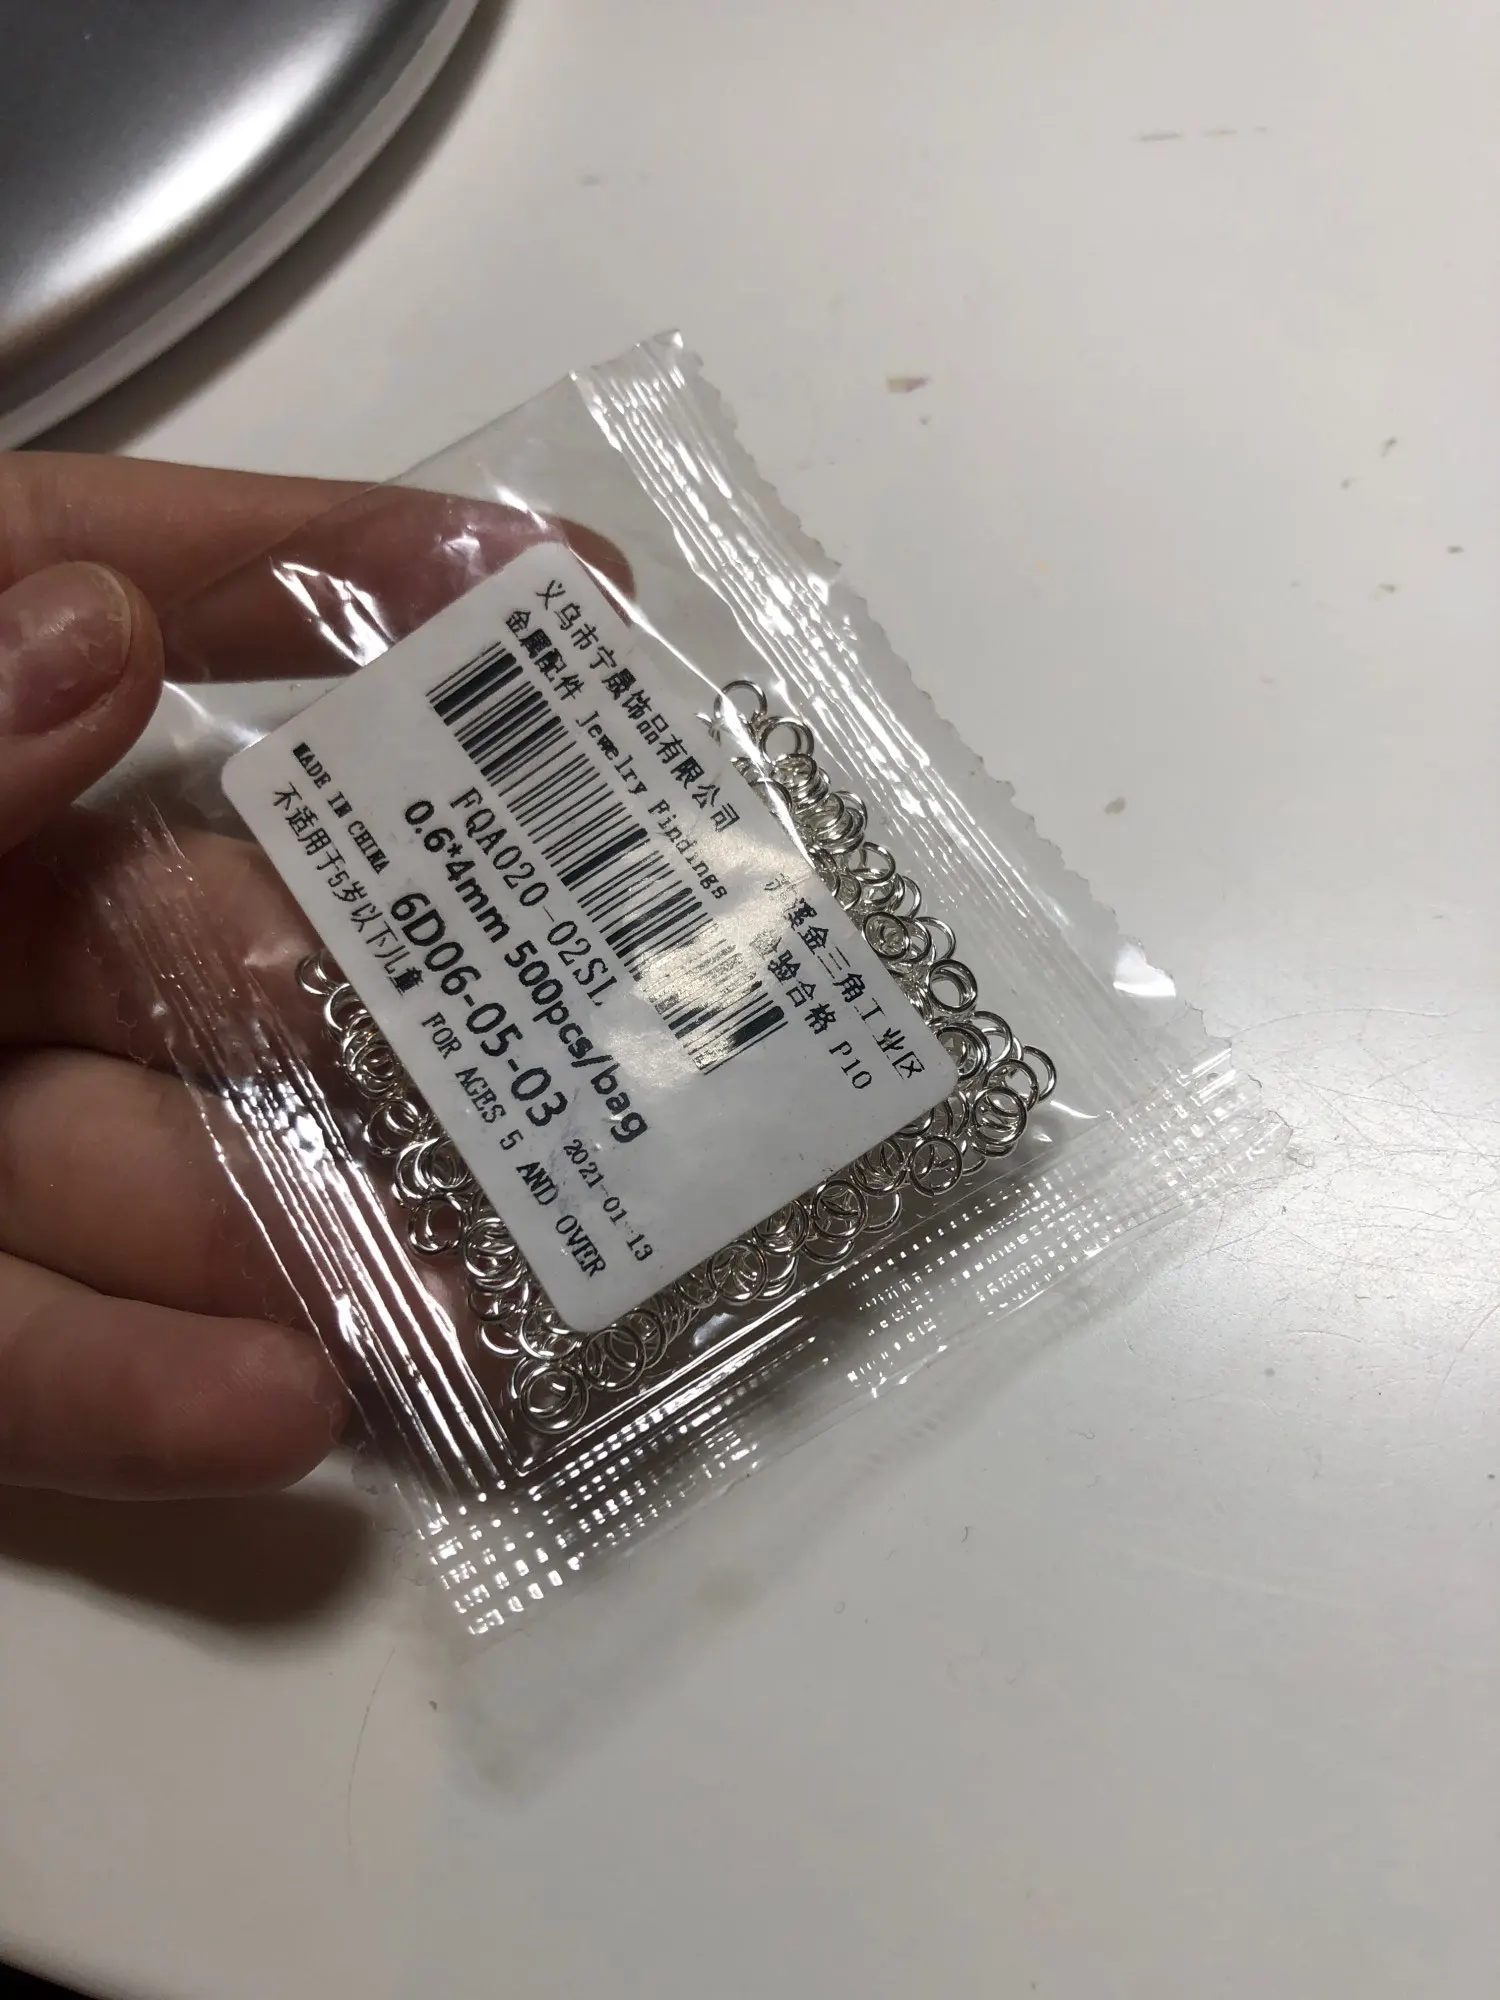 义乌市宁晟饰品有限公司 溪金三角工业区
金属配件 Jewelry Findings 验合格 P10
FQA020-02SL
0.6*4mm 500pcs/bag
MADE IN CHINA 6D06-05-03 2021-01-13
不适用于5岁以下儿童 FOR AGES 5 AND OVER